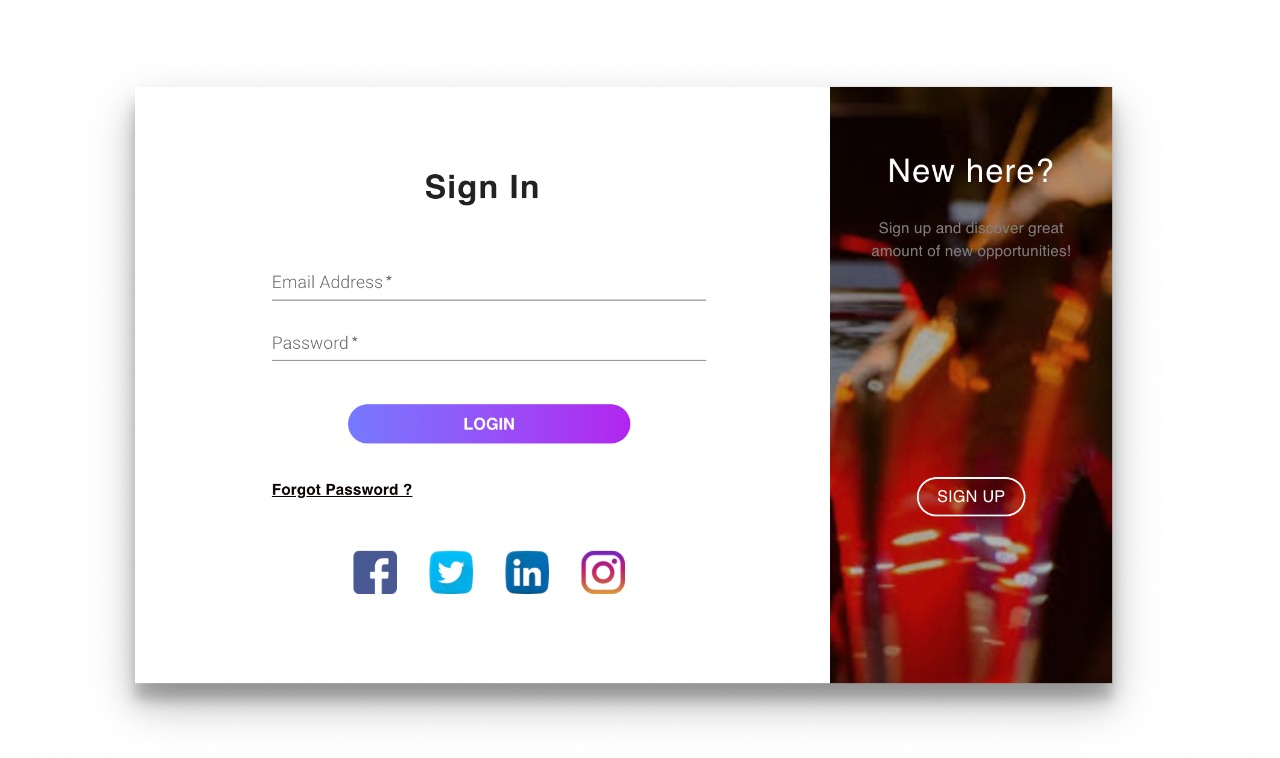 Sign In
Email Address *
Password *
LOGIN
Forgot Password ?
New here?
Sign up and discover great
amount of new opportunities!
SIGN UP